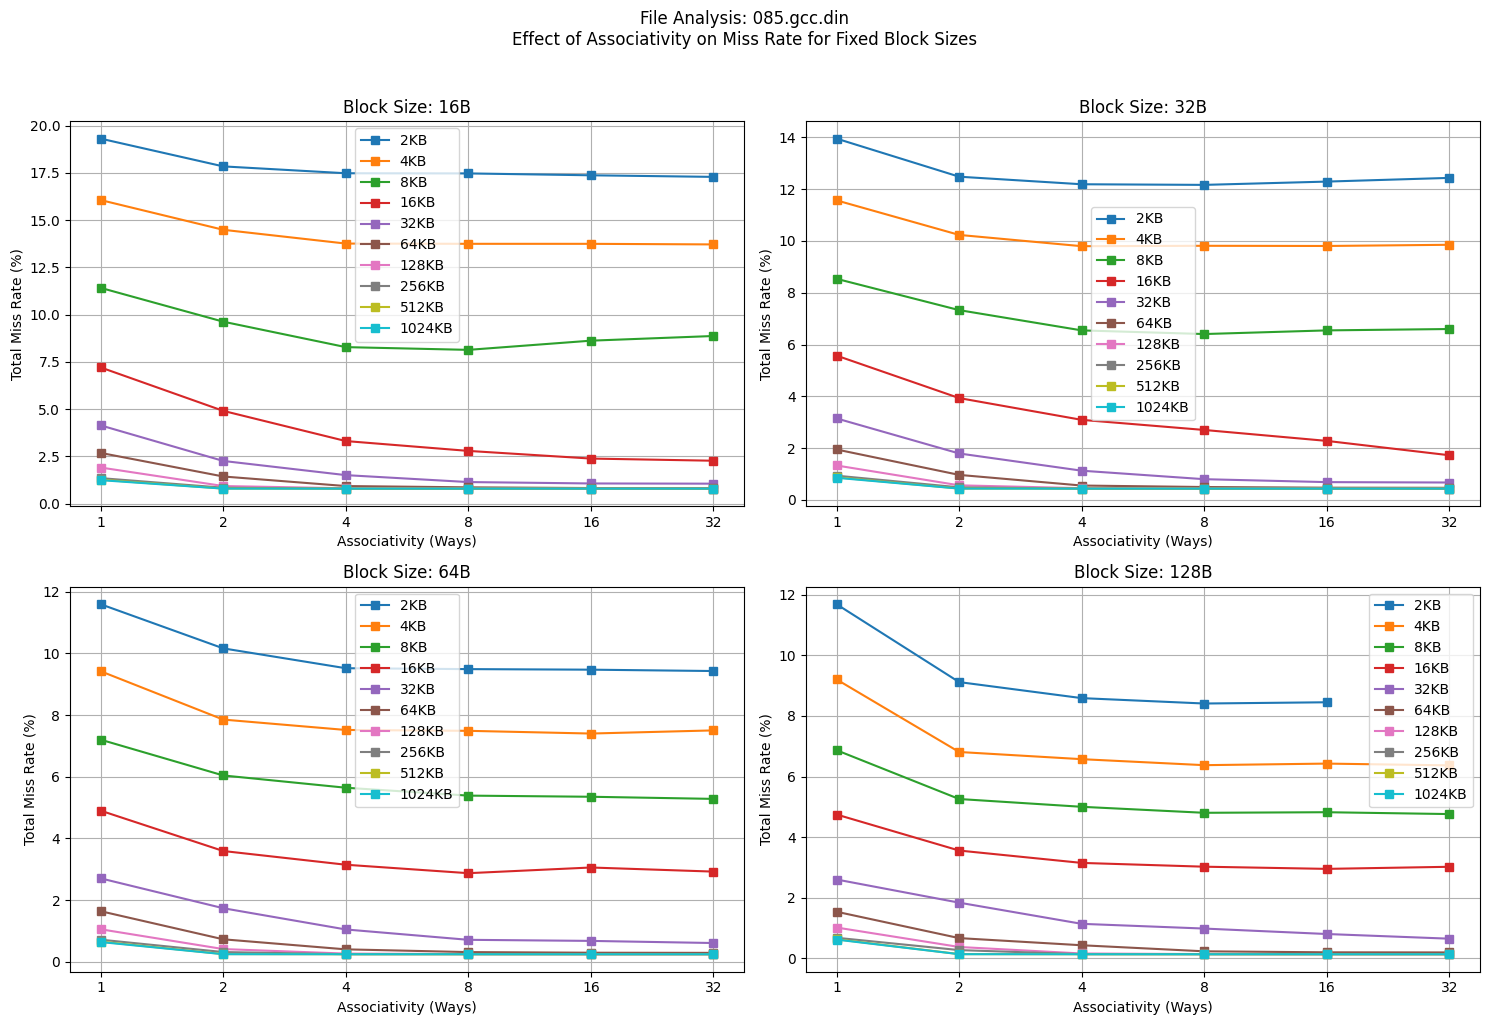 File Analysis: 085.gcc.din
Effect of Associativity on Miss Rate for Fixed Block Sizes
Block Size: 16B
Total Miss Rate (%)
20.0
17.5
15.0
12.5
10.0
7.5
5.0
2.5
0.0
2KB
4KB
8KB
16KB
32KB
64KB
128KB
256KB
512KB
1024KB
1 2 4 8 16 32
Associativity (Ways)
Block Size: 32B
Total Miss Rate (%)
14
12
10
8
6
4
2
0
2KB
4KB
8KB
16KB
32KB
64KB
128KB
256KB
512KB
1024KB
1 2 4 8 16 32
Associativity (Ways)
Block Size: 64B
Total Miss Rate (%)
12
10
8
6
4
2
0
2KB
4KB
8KB
16KB
32KB
64KB
128KB
256KB
512KB
1024KB
1 2 4 8 16 32
Associativity (Ways)
Block Size: 128B
Total Miss Rate (%)
12
10
8
6
4
2
0
2KB
4KB
8KB
16KB
32KB
64KB
128KB
256KB
512KB
1024KB
1 2 4 8 16 32
Associativity (Ways)